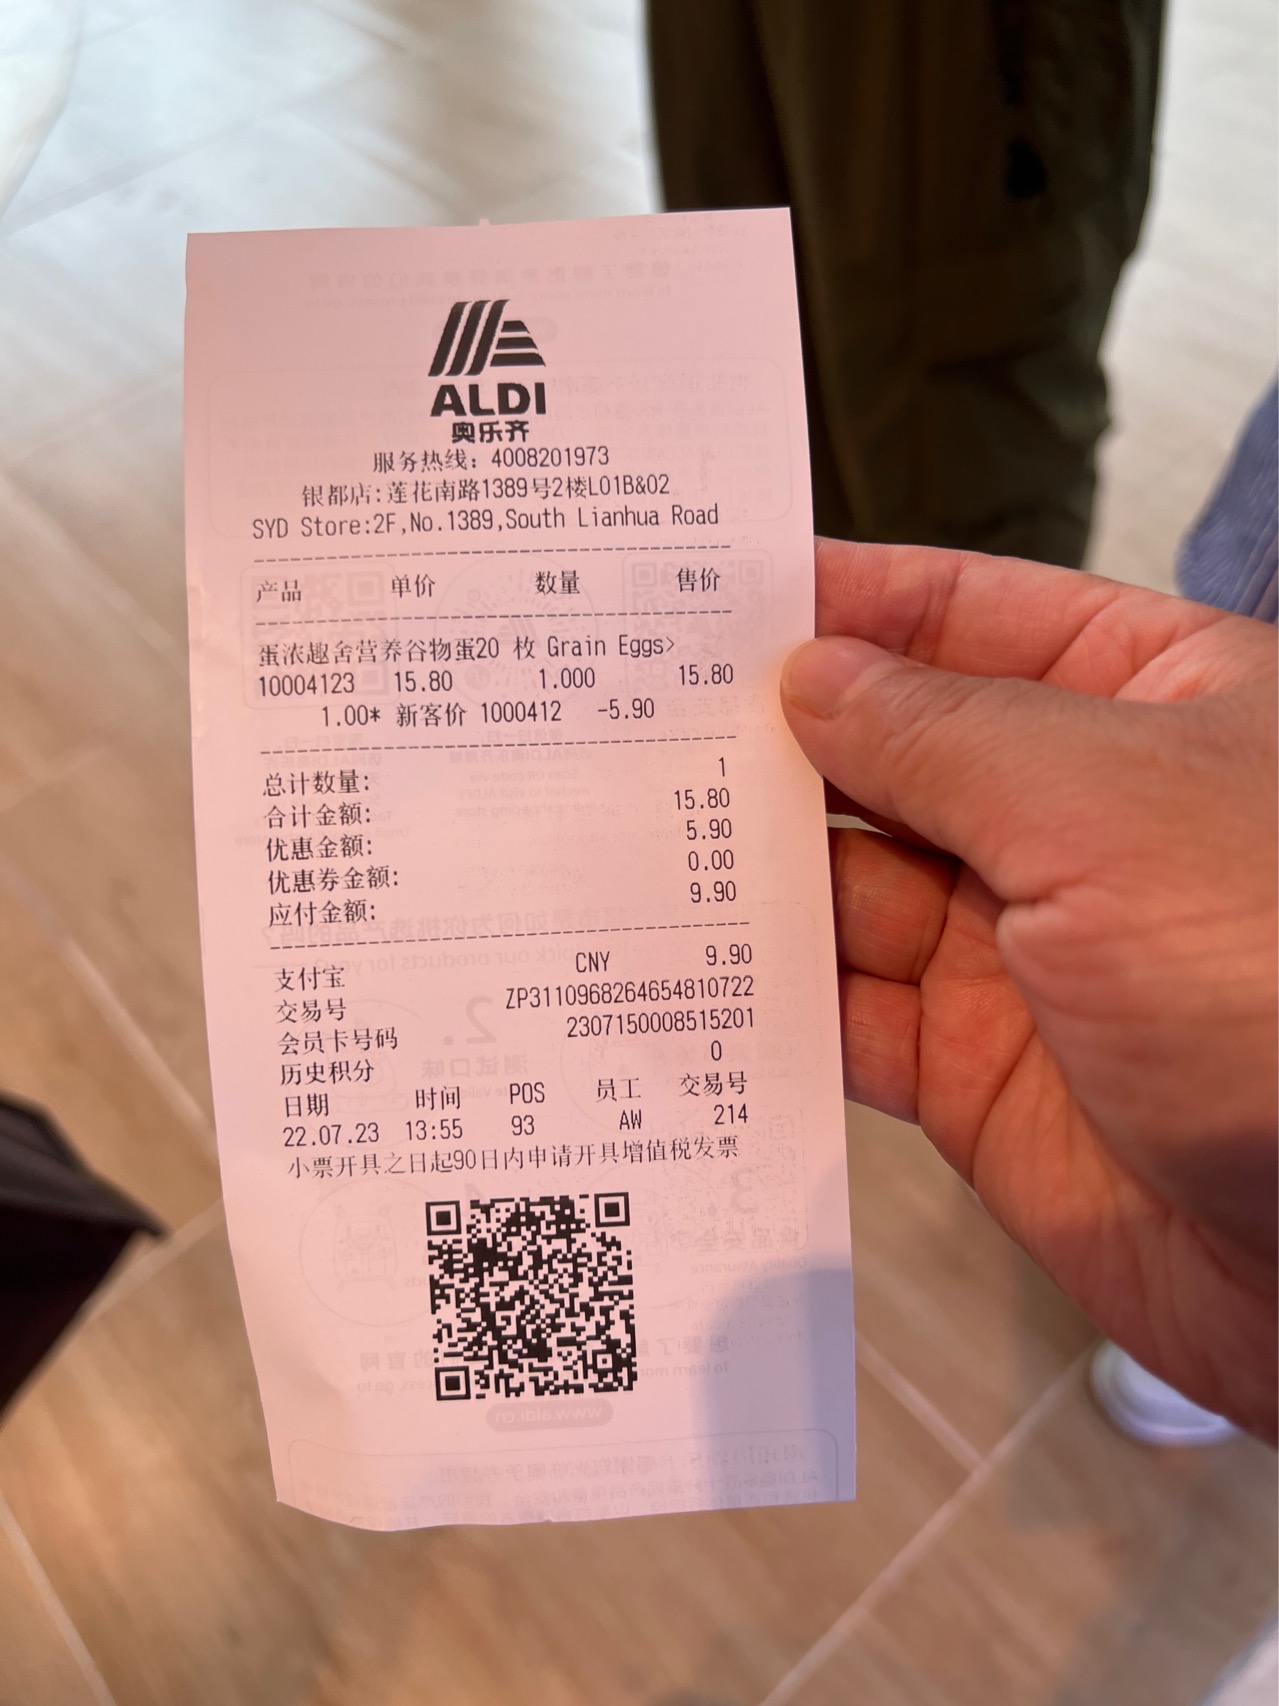 ALDI
奥乐齐
服务热线: 4008201973
银都店:莲花南路1389号2楼L01B&02
SYD Store:2F,No.1389,South Lianhua Road
产品 单价 数量 售价
蛋浓趣舍营养谷物蛋20 枚 Grain Eggs>
10004123 15.80 1.000 15.80
1.00* 新客价 1000412 -5.90
总计数量: 1
合计金额: 15.80
优惠金额: 5.90
优惠券金额: 0.00
应付金额: 9.90
支付宝 CNY 9.90
交易号 ZP3110968264654810722
会员卡号码 2307150008515201
历史积分 0
日期 时间 POS 员工 交易号
22.07.23 13:55 93 AW 214
小票开具之日起90日内申请开具增值税发票